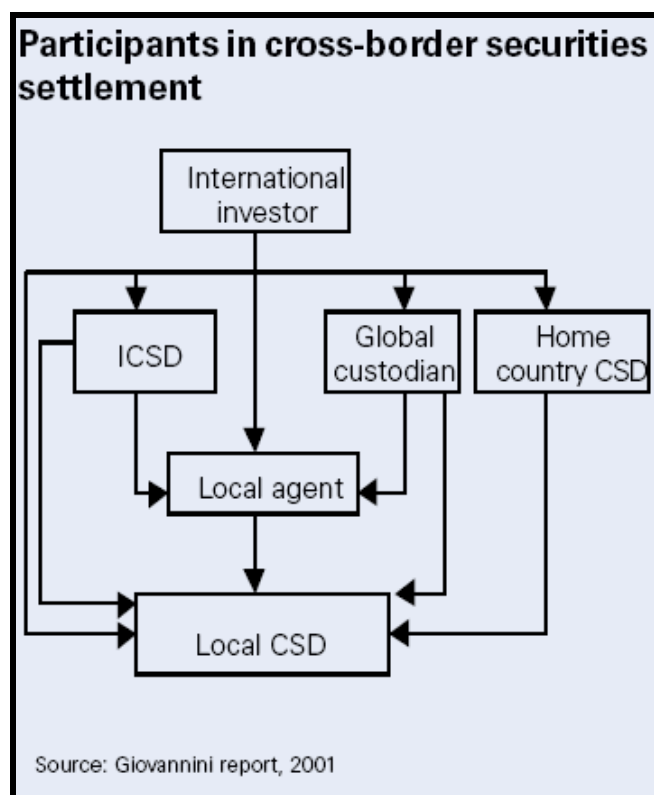 Participants in cross-border securities
settlement
International
investor
ICSD
Global
custodian
Home
country CSD
Local agent
Local CSD
Source: Giovannini report, 2001